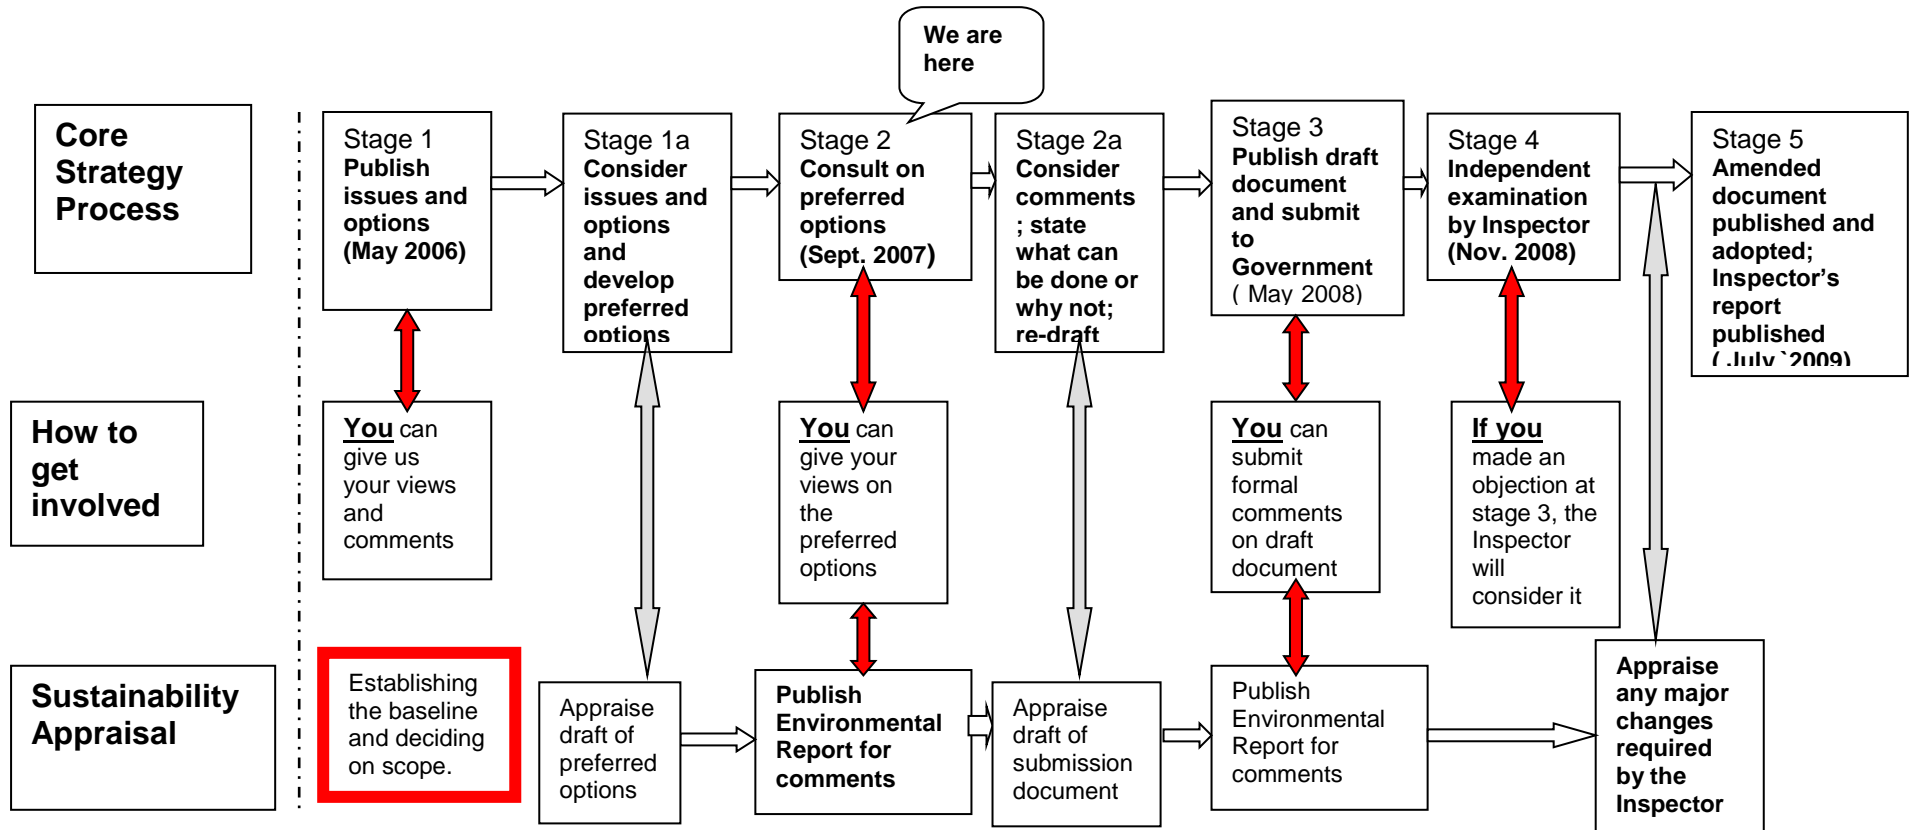 We are
here
Core
Strategy
Process
Stage 1
Publish
issues and
options
(May 2006)
Stage 1a
Consider
issues and
options
and
develop
preferred
options
Stage 2
Consult on
preferred
options
(Sept. 2007)
Stage 2a
Consider
comments
; state
what can
be done or
why not;
re-draft
Stage 3
Publish draft
document
and submit
to
Government
( May 2008)
Stage 4
Independent
examination
by Inspector
(Nov. 2008)
Stage 5
Amended
document
published and
adopted;
Inspector's
report
published
( July `2009)
How to
get
involved
You can
give us
your views
and
comments
You can
give your
views on
the
preferred
options
You can
submit
formal
comments
on draft
document
If you
made an
objection at
stage 3, the
Inspector
will
consider it
Sustainability
Appraisal
Establishing
the baseline
and deciding
on scope.
Appraise
draft of
preferred
options
Publish
Environmental
Report for
comments
Appraise
draft of
submission
document
Publish
Environmental
Report for
comments
Appraise
any major
changes
required
by the
Inspector